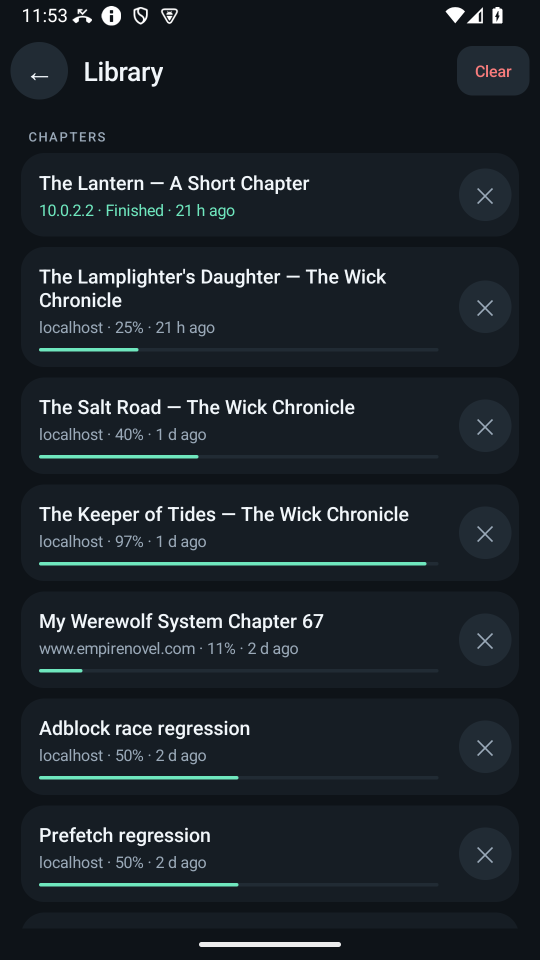 11:53
← Library
Clear
CHAPTERS
The Lantern — A Short Chapter
10.0.2.2 · Finished · 21 h ago
The Lamplighter's Daughter — The Wick
Chronicle
localhost · 25% · 21 h ago
The Salt Road — The Wick Chronicle
localhost · 40% · 1 d ago
The Keeper of Tides — The Wick Chronicle
localhost · 97% · 1 d ago
My Werewolf System Chapter 67
www.empirenovel.com · 11% · 2 d ago
Adblock race regression
localhost · 50% · 2 d ago
Prefetch regression
localhost · 50% · 2 d ago